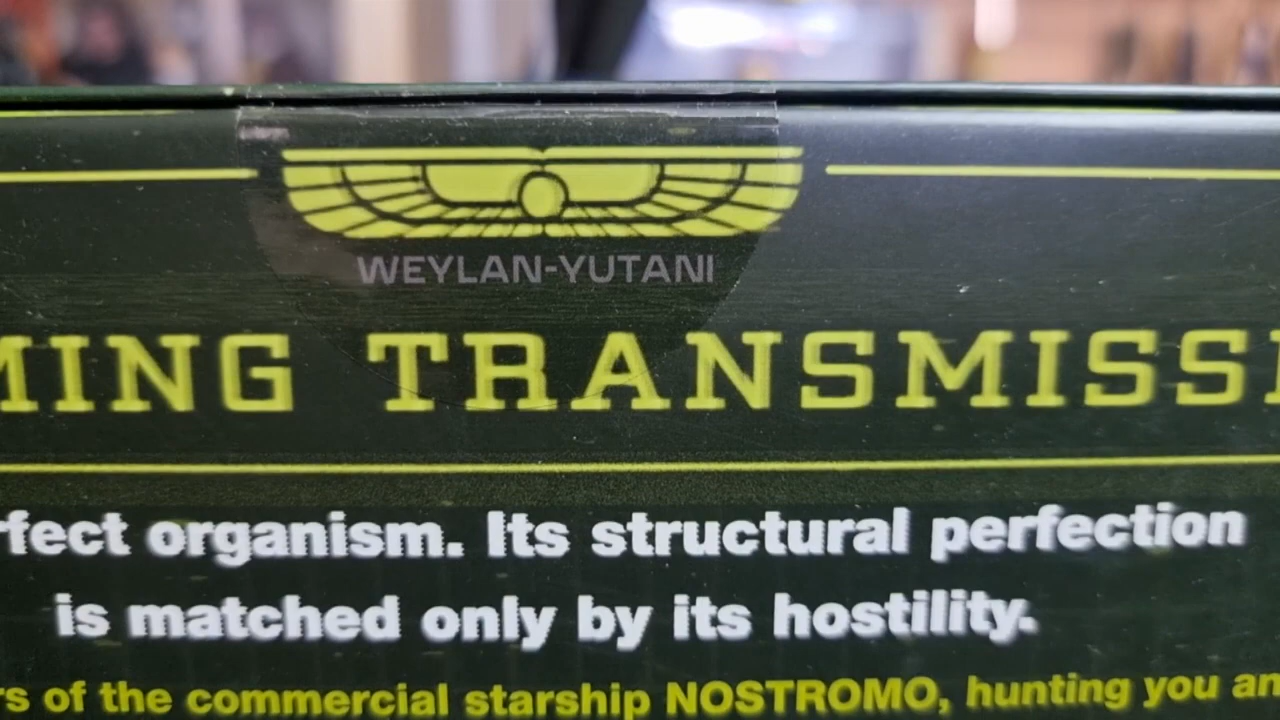 WEYLAN-YUTANI
MING TRANSMISSI
rfect organism. Its structural perfection
is matched only by its hostility.
rs of the commercial starship NOSTROMO, hunting you an